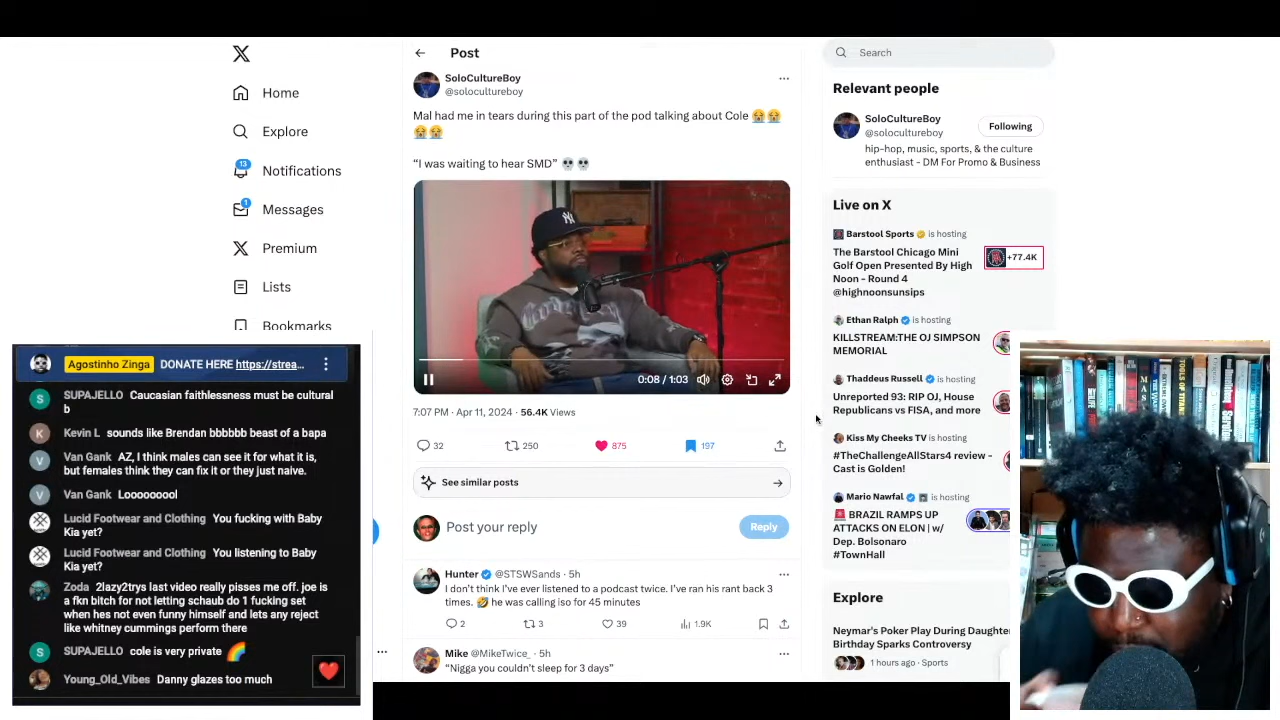 Post
Search
Home
Explore
13
Notifications
1
Messages
Premium
Lists
Bookmarks
SoloCultureBoy
@solocultureboy
Mal had me in tears during this part of the pod talking about Cole 😭😭
😭😭
“I was waiting to hear SMD” 💀💀
NY
0:08 / 1:03
7:07 PM · Apr 11, 2024 · 56.4K Views
32
250
875
197
See similar posts
Post your reply
Reply
Hunter @STSWSands · 5h
I don’t think I’ve ever listened to a podcast twice. I’ve ran his rant back 3
times. 🤣 he was calling iso for 45 minutes
2
3
39
1.9K
Mike @MikeTwice_ · 5h
“Nigga you couldn’t sleep for 3 days”
Relevant people
SoloCultureBoy
@solocultureboy
Following
hip-hop, music, sports, & the culture
enthusiast - DM For Promo & Business
Live on X
Barstool Sports is hosting
The Barstool Chicago Mini
Golf Open Presented By High
Noon - Round 4
@highnoonsunsips
+77.4K
Ethan Ralph is hosting
KILLSTREAM:THE OJ SIMPSON
MEMORIAL
Thaddeus Russell is hosting
Unreported 93: RIP OJ, House
Republicans vs FISA, and more
Kiss My Cheeks TV is hosting
#TheChallengeAllStars4 review -
Cast is Golden!
Mario Nawfal is hosting
🚨 BRAZIL RAMPS UP
ATTACKS ON ELON | w/
Dep. Bolsonaro
#TownHall
Explore
Neymar's Poker Play During Daughter
Birthday Sparks Controversy
1 hours ago · Sports
Agostinho Zinga DONATE HERE https://strea...
S SUPAJELLO Caucasian faithlessness must be cultural
b
K Kevin L sounds like Brendan bbbbbb beast of a bapa
V Van Gank AZ, I think males can see it for what it is,
but females think they can fix it or they just naive.
V Van Gank Looooooool
Lucid Footwear and Clothing You fucking with Baby
Kia yet?
Lucid Footwear and Clothing You listening to Baby
Kia yet?
Zoda 2lazy2trys last video really pisses me off. joe is
a fkn bitch for not letting schaub do 1 fucking set
when hes not even funny himself and lets any reject
like whitney cummings perform there
S SUPAJELLO cole is very private 🌈
Young_Old_Vibes Danny glazes too much